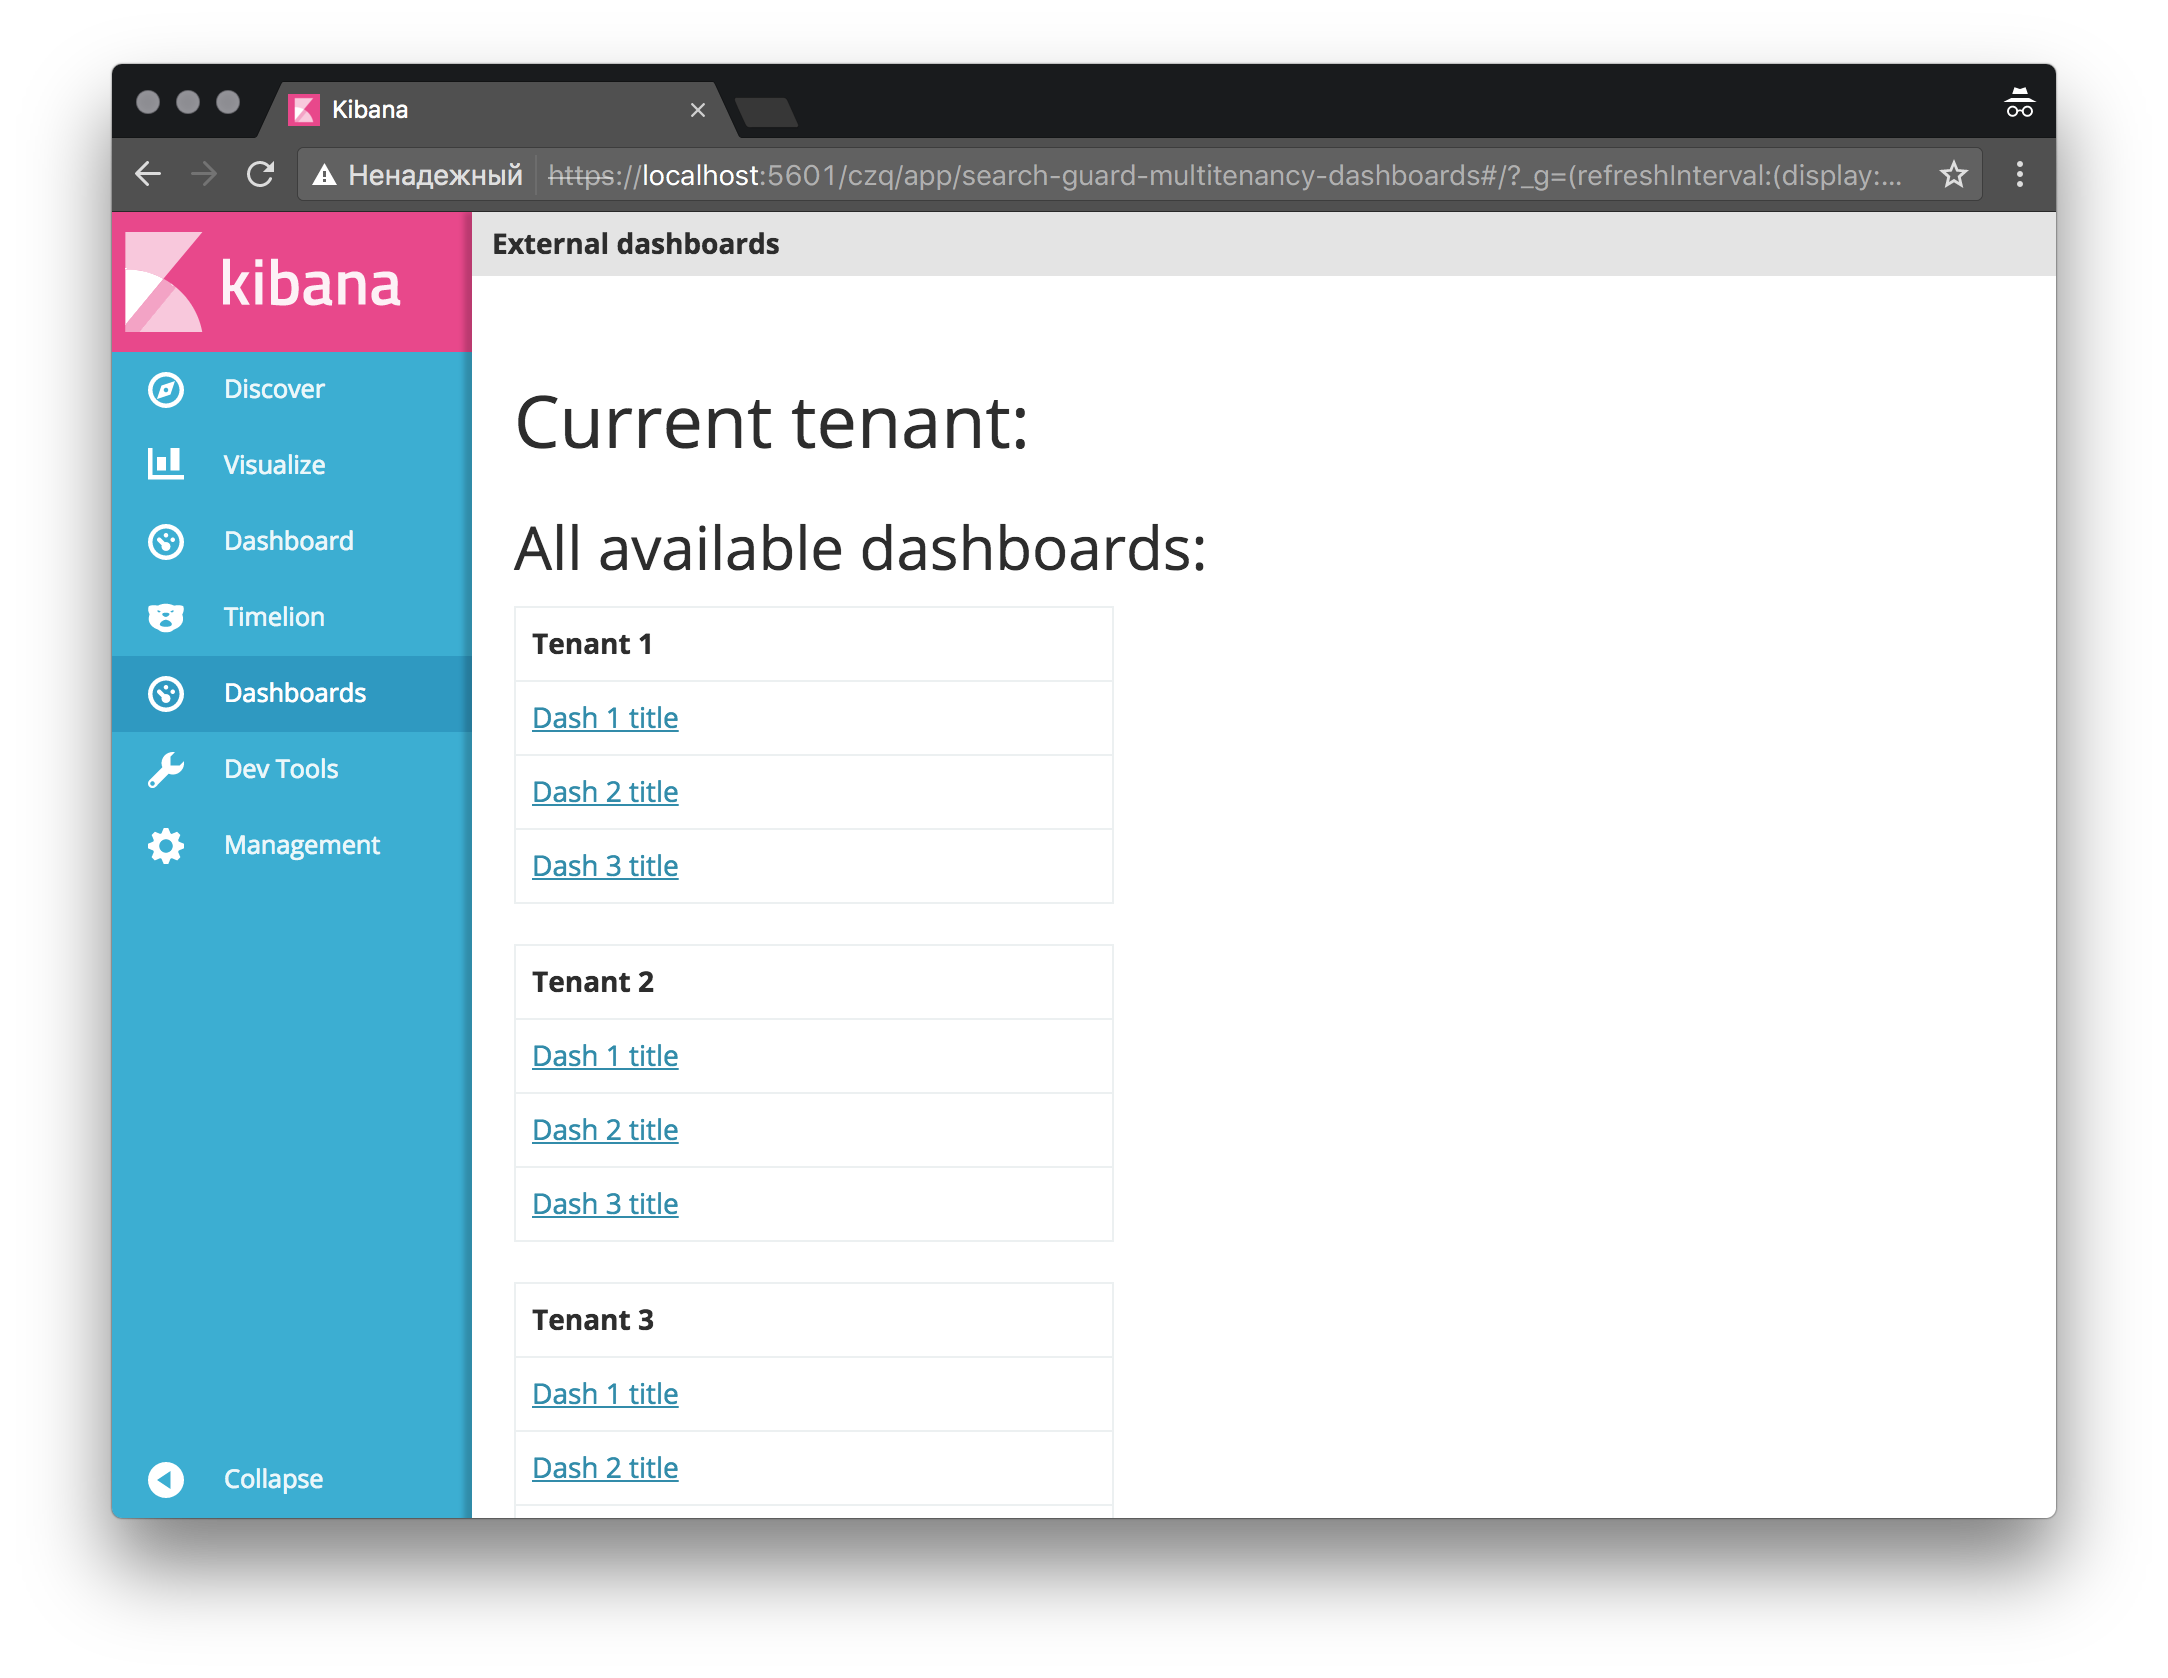 Kibana
Ненадежный https://localhost:5601/czq/app/search-guard-multitenancy-dashboards#/?_g=(refreshInterval:(display:...
kibana
Discover
Visualize
Dashboard
Timelion
Dashboards
Dev Tools
Management
Collapse
External dashboards
Current tenant:
All available dashboards:
Tenant 1
Dash 1 title
Dash 2 title
Dash 3 title
Tenant 2
Dash 1 title
Dash 2 title
Dash 3 title
Tenant 3
Dash 1 title
Dash 2 title